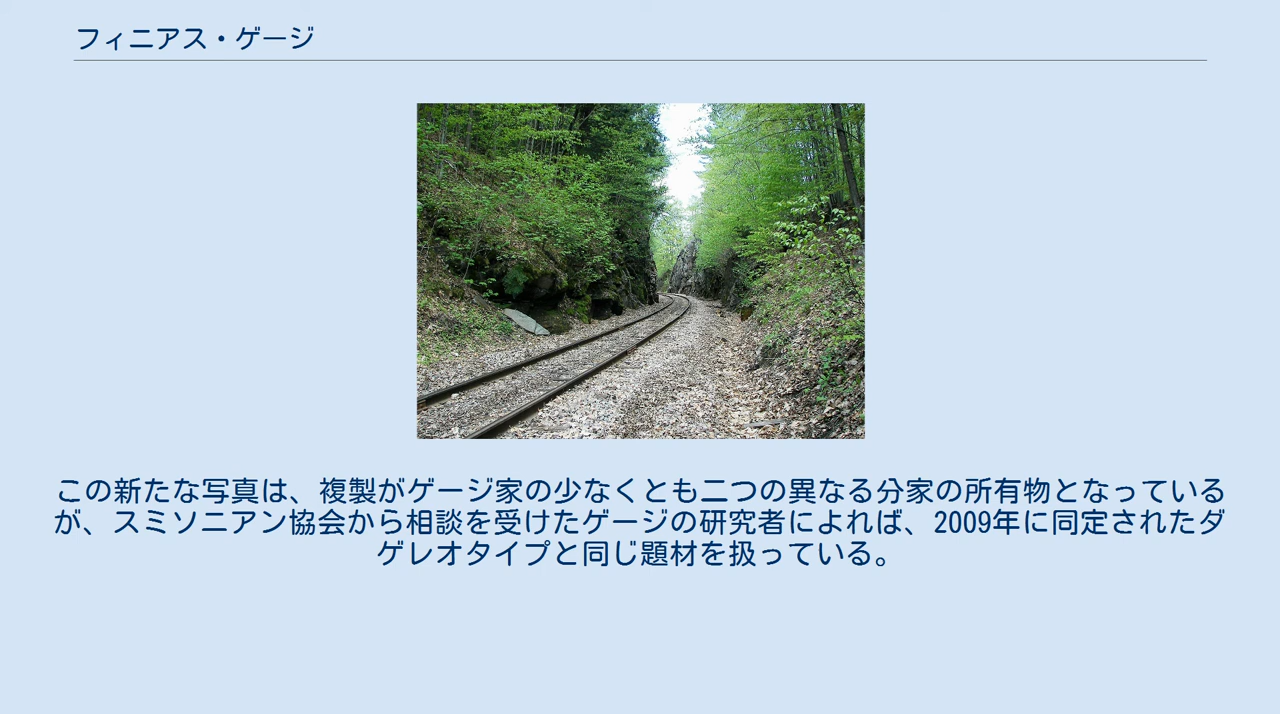 フィニアス・ゲージ
この新たな写真は、複製がゲージ家の少なくとも二つの異なる分家の所有物となっている
が、スミソニアン協会から相談を受けたゲージの研究者によれば、2009年に同定されたダ
ゲレオタイプと同じ題材を扱っている。